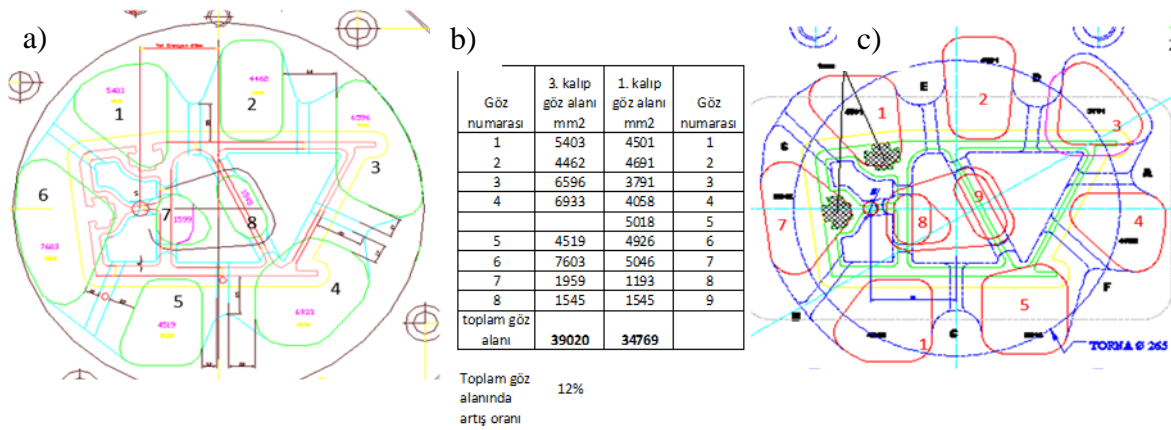 a)
5403
1
4462
2
6596
3
6
7
1599
8
7603
5
4519
4
6933
b)
Göz numarası 3. kalıp göz alanı mm2 1. kalıp göz alanı mm2 Göz numarası
1 5403 4501 1
2 4462 4691 2
3 6596 3791 3
4 6933 4058 4
5018 5
5 4519 4926 6
6 7603 5046 7
7 1959 1193 8
8 1545 1545 9
toplam göz alanı 39020 34769
Toplam göz alanında artış oranı 12%
c)
E
D
1
2
3
A
7
8
9
4
F
1
5
TORNA Ø 265